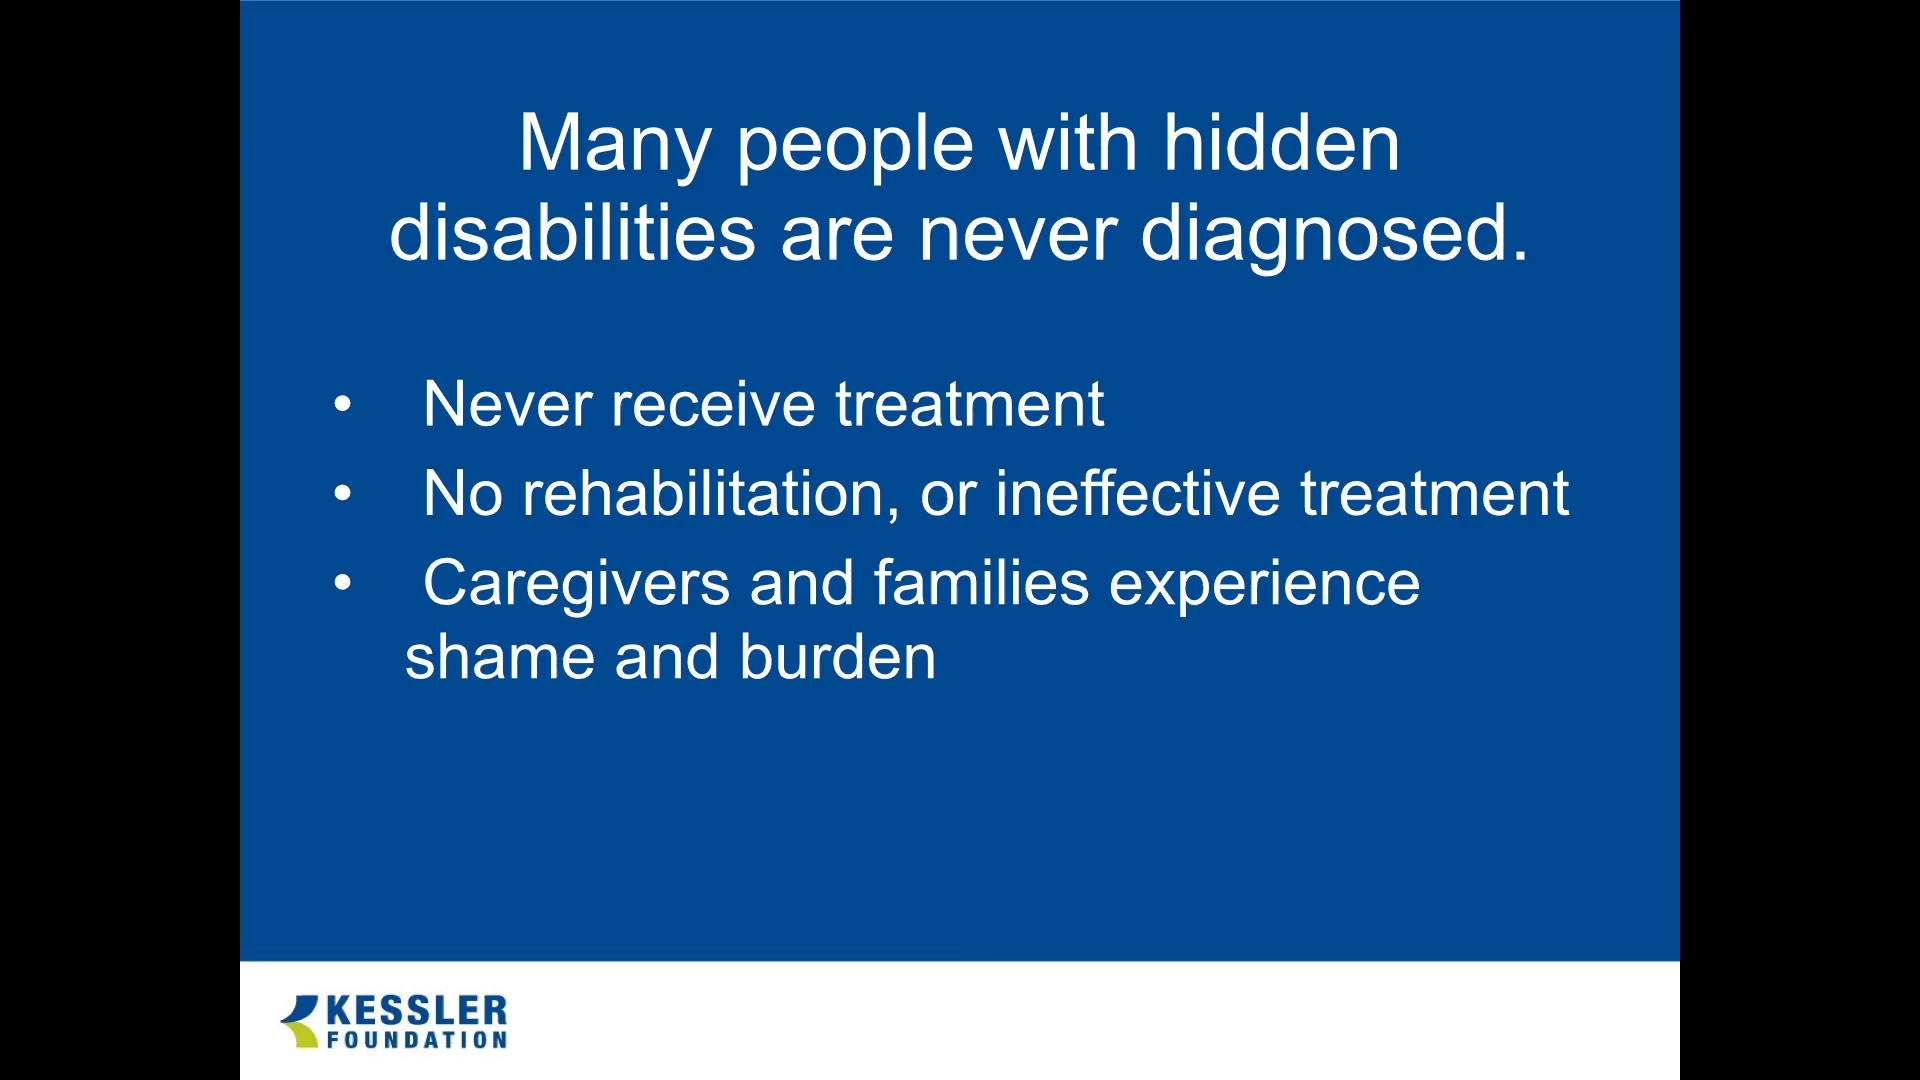 Many people with hidden
disabilities are never diagnosed.
• Never receive treatment
• No rehabilitation, or ineffective treatment
• Caregivers and families experience
shame and burden
KESSLER
FOUNDATION